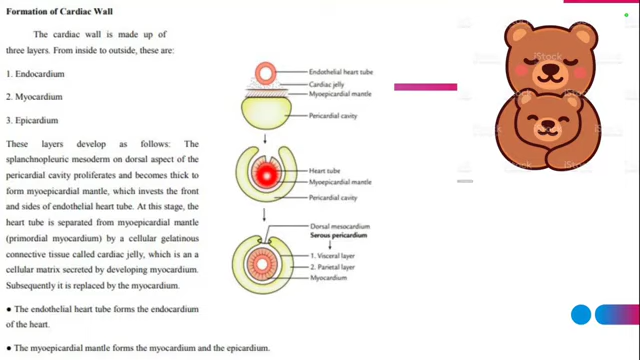 Formation of Cardiac Wall
The cardiac wall is made up of
three layers. From inside to outside, these are:
1. Endocardium
2. Myocardium
3. Epicardium
These layers develop as follows: The
splanchnopleuric mesoderm on dorsal aspect of the
pericardial cavity proliferates and becomes thick to
form myoepicardial mantle, which invests the front
and sides of endothelial heart tube. At this stage, the
heart tube is separated from myoepicardial mantle
(primordial myocardium) by a cellular gelatinous
connective tissue called cardiac jelly, which is an a
cellular matrix secreted by developing myocardium.
Subsequently it is replaced by the myocardium.
● The endothelial heart tube forms the endocardium
of the heart.
● The myoepicardial mantle forms the myocardium and the epicardium.
Endothelial heart tube
Cardiac jelly
Myoepicardial mantle
Pericardial cavity
Heart tube
Myoepicardial mantle
Pericardial cavity
Dorsal mesocardium
Serous pericardium
1. Visceral layer
2. Parietal layer
Myocardium
iStock
iStock
iStock
iStock